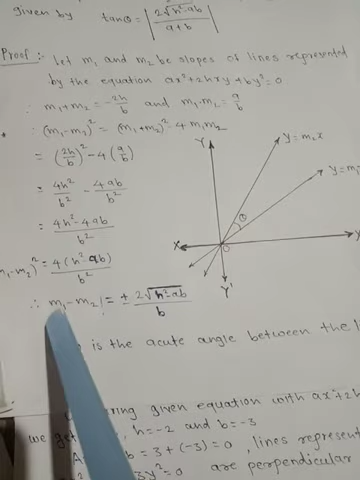 given by tanθ = |2√h²-ab / a+b|
Proof :- let m₁ and m₂ be slopes of lines represented
by the equation ax²+2hxy+by²=0
∴ m₁+m₂ = -2h/b and m₁.m₂ = a/b
∴ (m₁-m₂)² = (m₁+m₂)²-4m₁m₂
= (2h/b)² - 4(a/b)
= 4h²/b² - 4ab/b²
= 4h²-4ab / b²
m₁-m₂)² = 4(h²-ab) / b²
∴ m₁-m₂ = ± 2√h²-ab / b
Y
y=m₂x
y=m₁
θ
X
O
Y'
is the acute angle between the
given equation with ax²+2h
we get , h=-2 and b=-3
b = 3+(-3)=0 , lines represent
3y²=0 are perpendicular